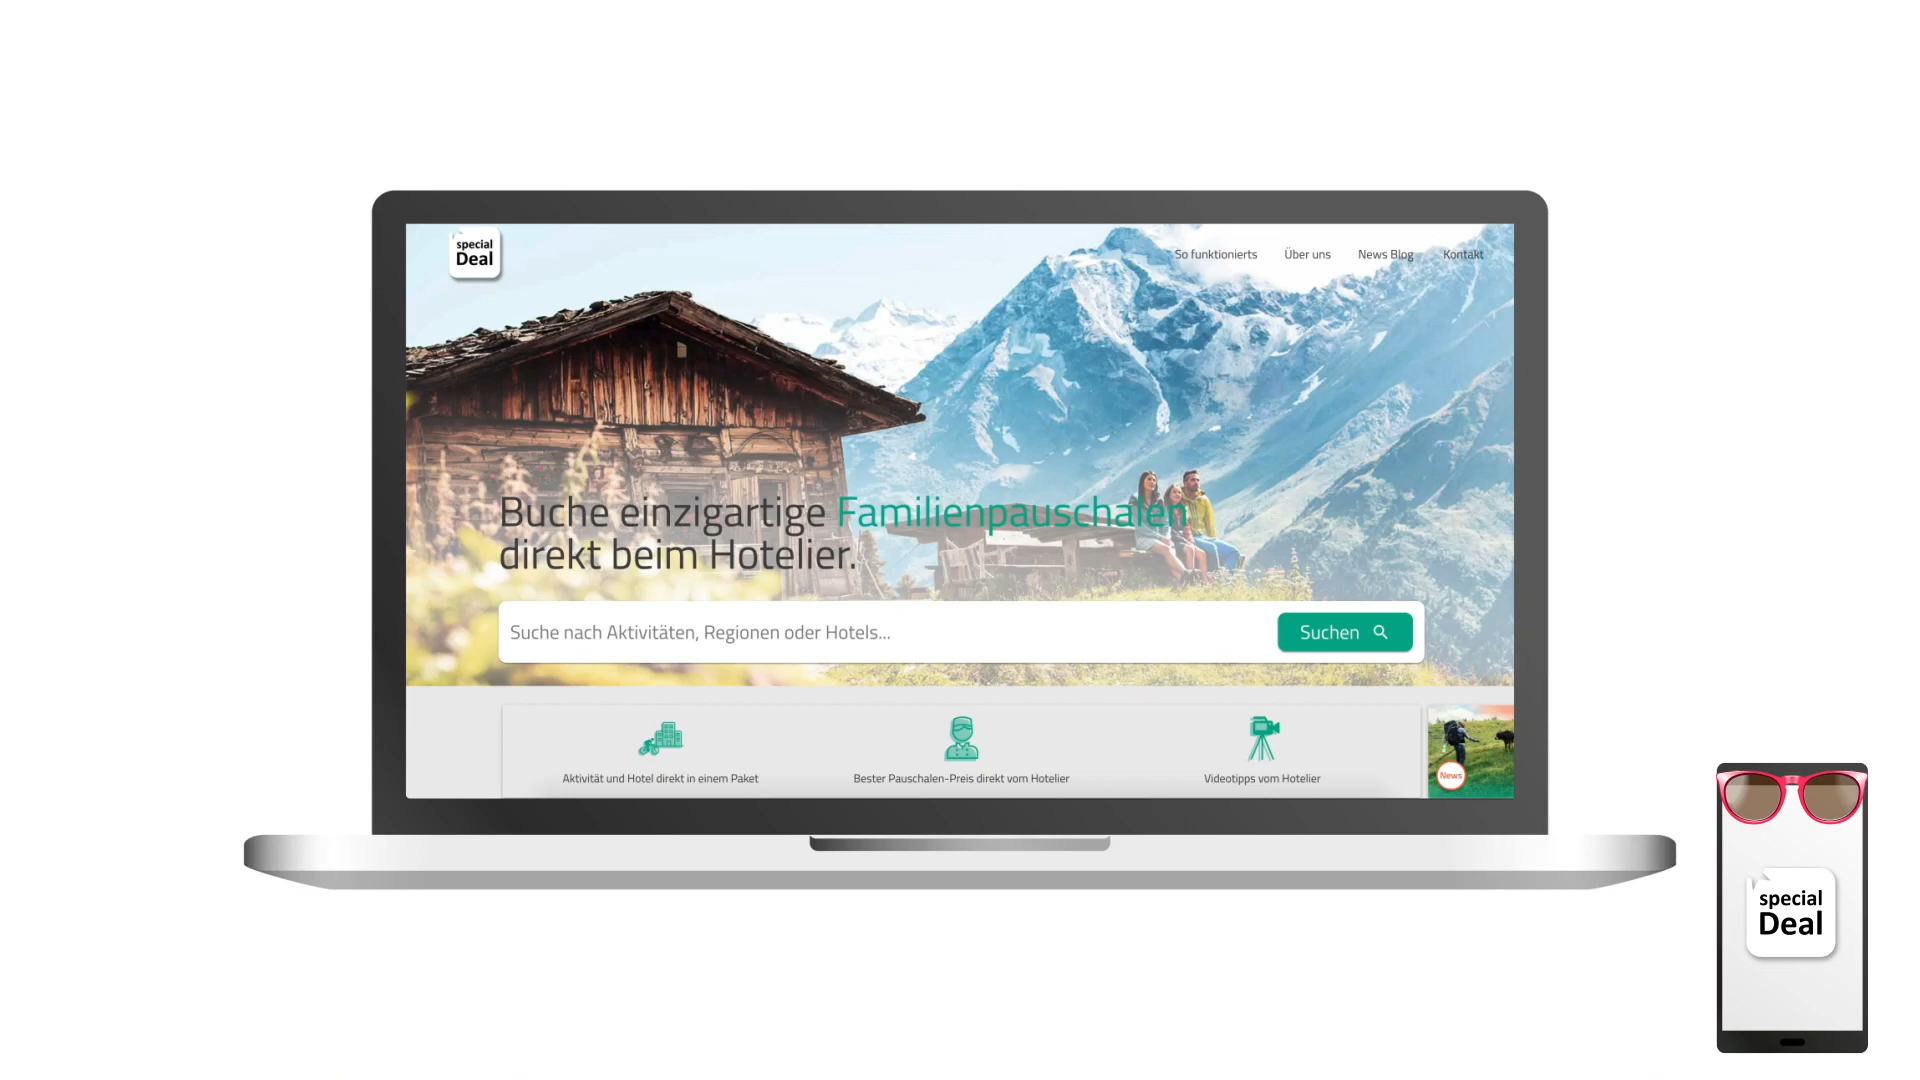 special
Deal
So funktionierts
Über uns
News Blog
Kontakt
Buche einzigartige Familienpauschalen
direkt beim Hotelier.
Suche nach Aktivitäten, Regionen oder Hotels...
Suchen
Aktivität und Hotel direkt in einem Paket
Bester Pauschalen-Preis direkt vom Hotelier
Videotipps vom Hotelier
News
special
Deal